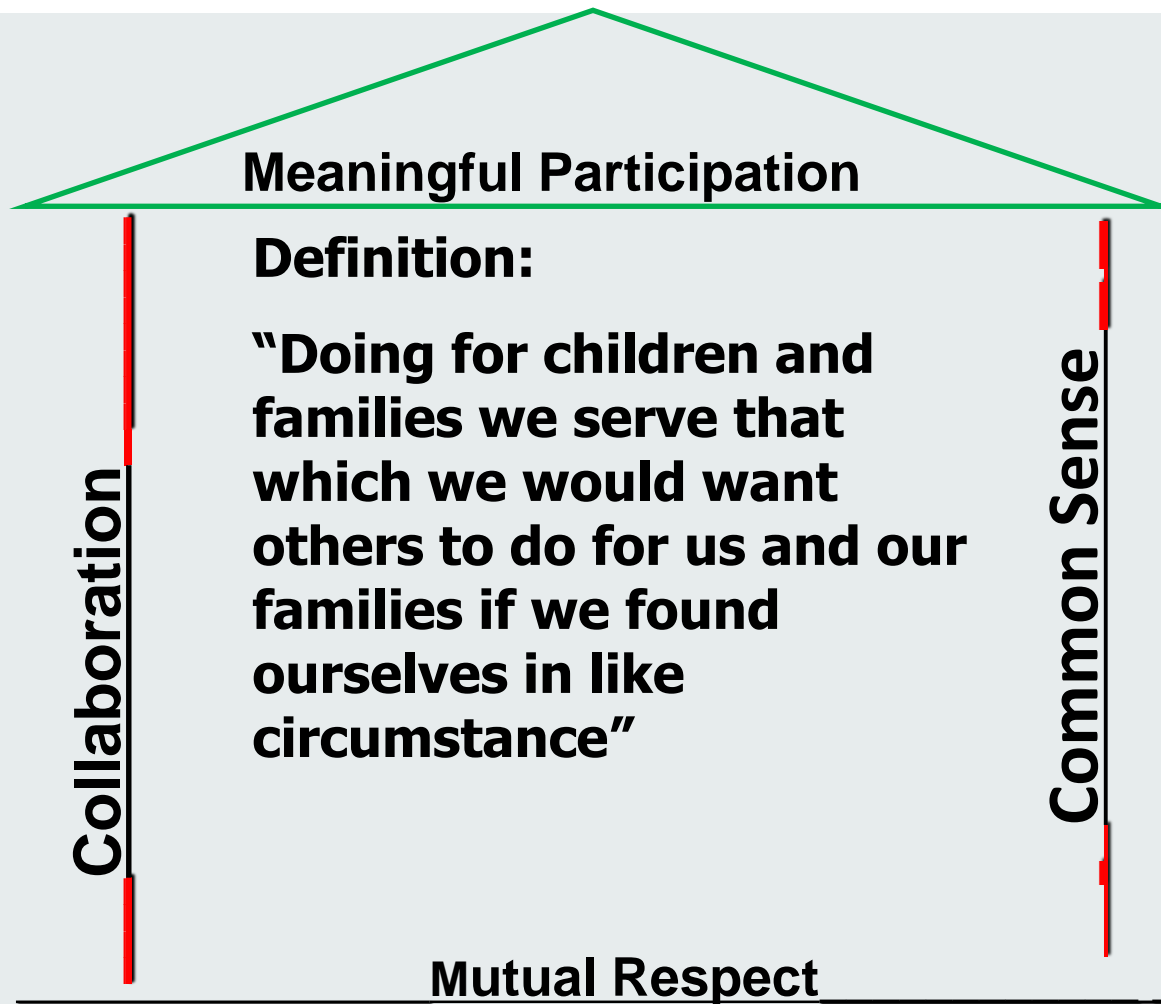 Meaningful Participation
Definition:
“Doing for children and
families we serve that
which we would want
others to do for us and our
families if we found
ourselves in like
circumstance”
Collaboration
Common Sense
Mutual Respect